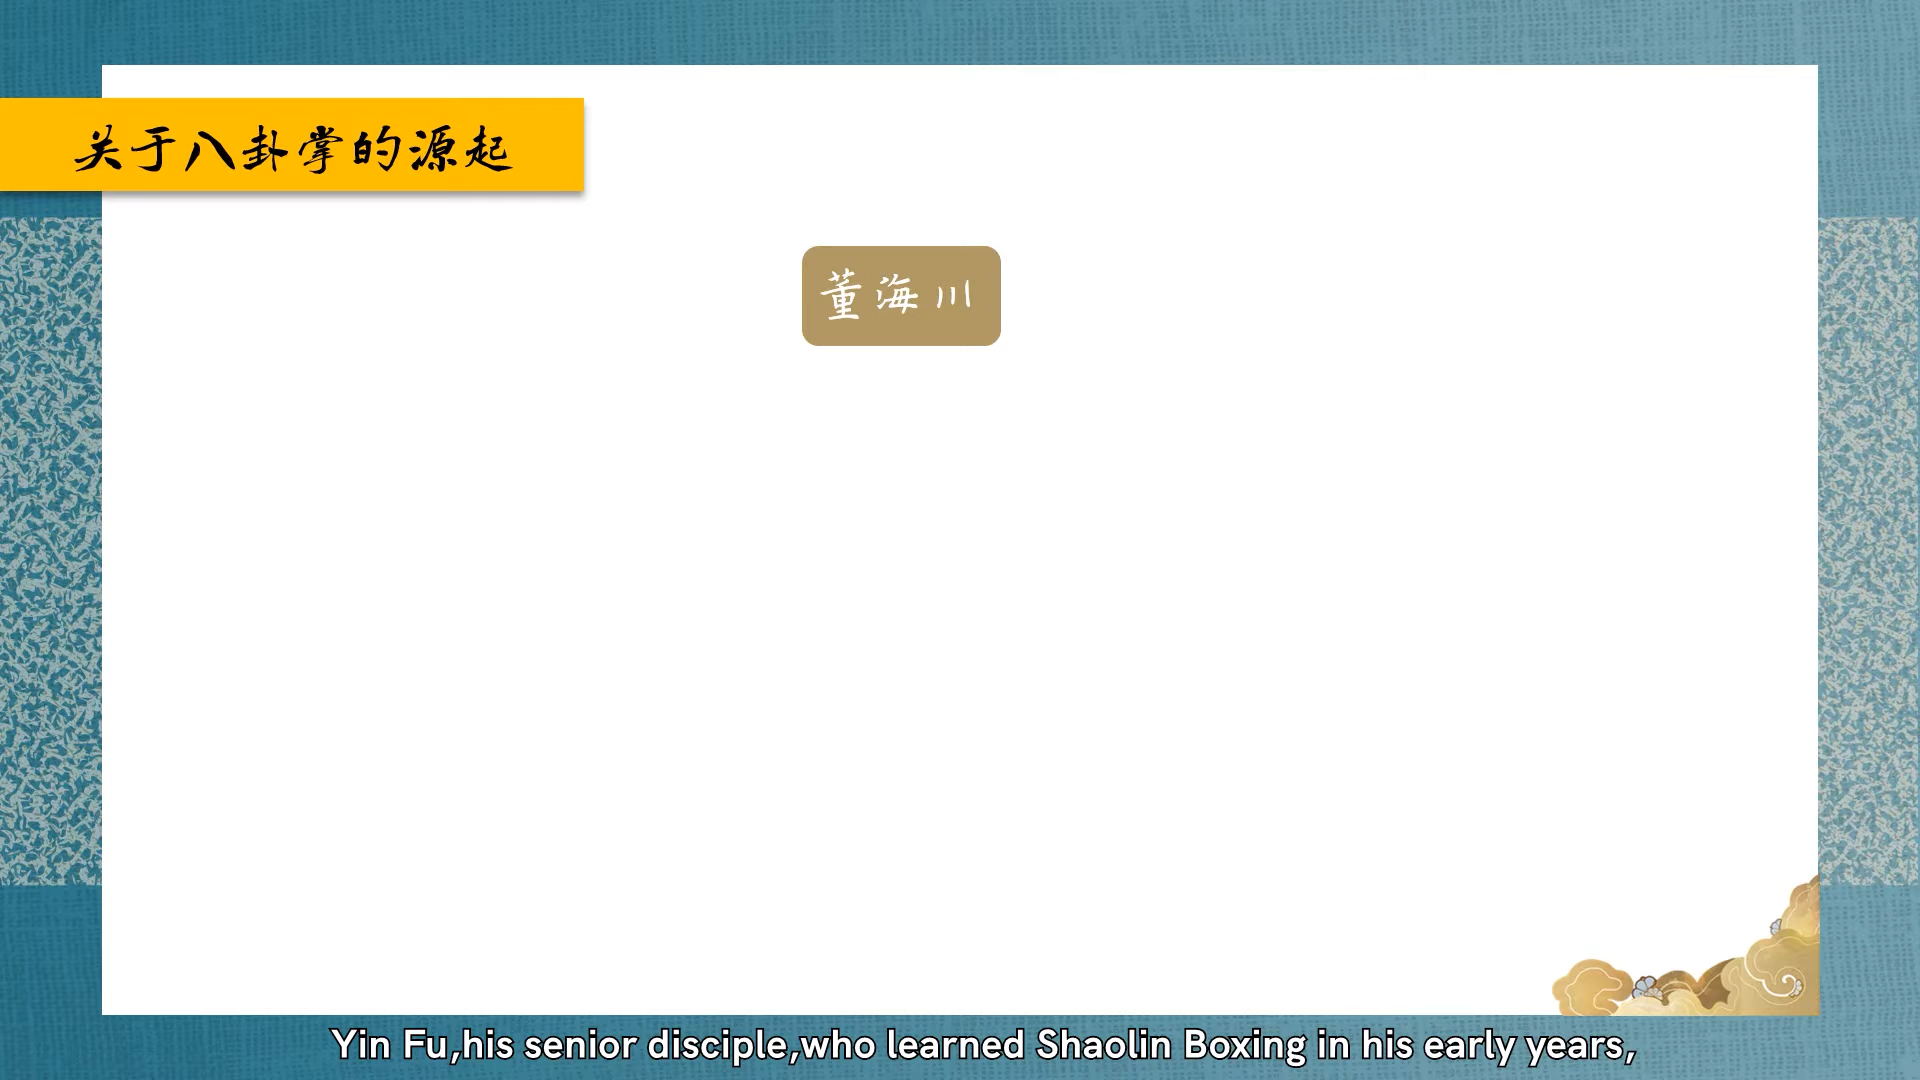 关于八卦掌的源起
董海川
Yin Fu,his senior disciple,who learned Shaolin Boxing in his early years,